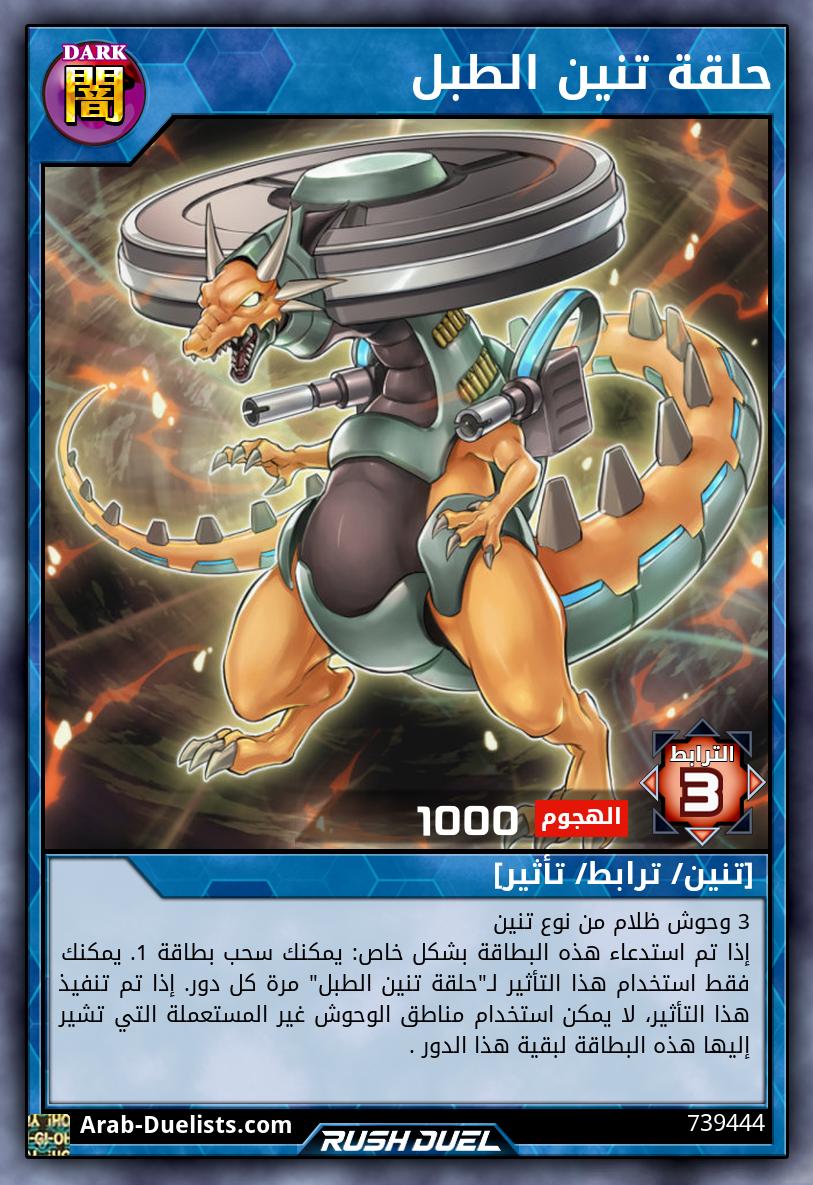 DARK
闇
حلقة تنين الطبل
الترابط
3
الهجوم 1000
[تنين/ ترابط/ تأثير]
3 وحوش ظلام من نوع تنين
إذا تم استدعاء هذه البطاقة بشكل خاص: يمكنك سحب بطاقة 1. يمكنك
فقط استخدام هذا التأثير لـ"حلقة تنين الطبل" مرة كل دور. إذا تم تنفيذ
هذا التأثير، لا يمكن استخدام مناطق الوحوش غير المستعملة التي تشير
إليها هذه البطاقة لبقية هذا الدور .
Arab-Duelists.com
RUSH DUEL
739444